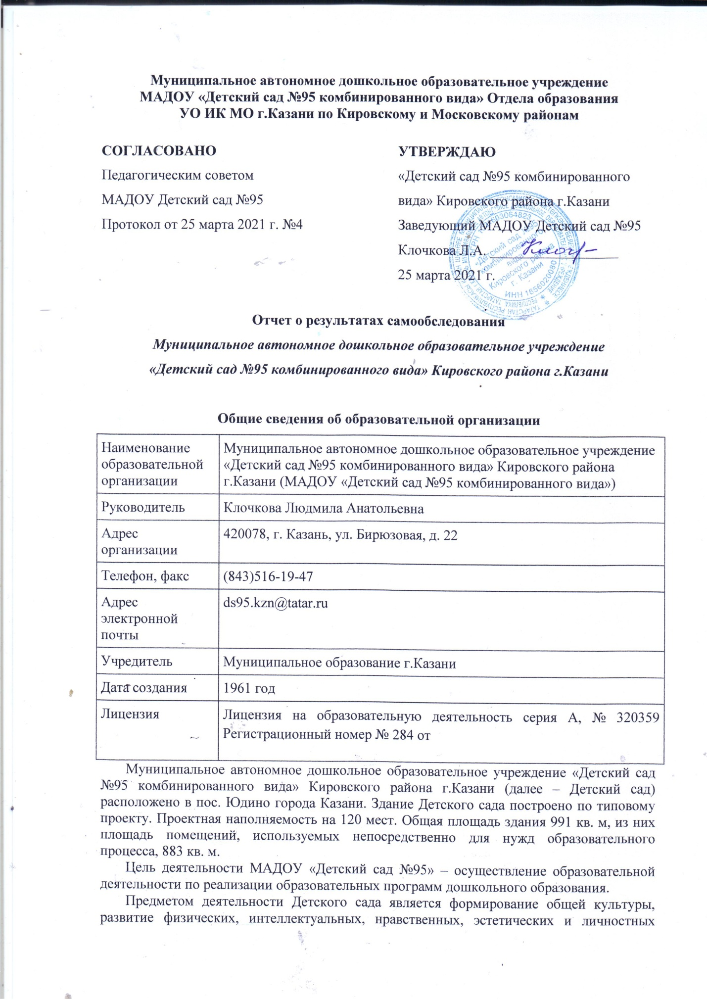 Муниципальное автономное дошкольное образовательное учреждение
МАДОУ «Детский сад №95 комбинированного вида» Отдела образования
УО ИК МО г.Казани по Кировскому и Московскому районам
СОГЛАСОВАНО
Педагогическим советом
МАДОУ Детский сад №95
Протокол от 25 марта 2021 г. №4
УТВЕРЖДАЮ
«Детский сад №95 комбинированного
вида» Кировского района г.Казани
Заведующий МАДОУ Детский сад №95
Клочкова Л.А.
25 марта 2021 г.
«Детский сад №95
комбинированного
вида»
Кировского района
г. Казани
ИНН 1656020080
Отчет о результатах самообследования
Муниципальное автономное дошкольное образовательное учреждение
«Детский сад №95 комбинированного вида» Кировского района г.Казани
Общие сведения об образовательной организации
Наименование
образовательной
организации
Муниципальное автономное дошкольное образовательное учреждение
«Детский сад №95 комбинированного вида» Кировского района
г.Казани (МАДОУ «Детский сад №95 комбинированного вида»)
Руководитель
Клочкова Людмила Анатольевна
Адрес
организации
420078, г. Казань, ул. Бирюзовая, д. 22
Телефон, факс
(843)516-19-47
Адрес
электронной
почты
ds95.kzn@tatar.ru
Учредитель
Муниципальное образование г.Казани
Дата создания
1961 год
Лицензия
Лицензия на образовательную деятельность серия А, № 320359
Регистрационный номер № 284 от
Муниципальное автономное дошкольное образовательное учреждение «Детский сад
№95 комбинированного вида» Кировского района г.Казани (далее – Детский сад)
расположено в пос. Юдино города Казани. Здание Детского сада построено по типовому
проекту. Проектная наполняемость на 120 мест. Общая площадь здания 991 кв. м, из них
площадь помещений, используемых непосредственно для нужд образовательного
процесса, 883 кв. м.
Цель деятельности МАДОУ «Детский сад №95» – осуществление образовательной
деятельности по реализации образовательных программ дошкольного образования.
Предметом деятельности Детского сада является формирование общей культуры,
развитие физических, интеллектуальных, нравственных, эстетических и личностных